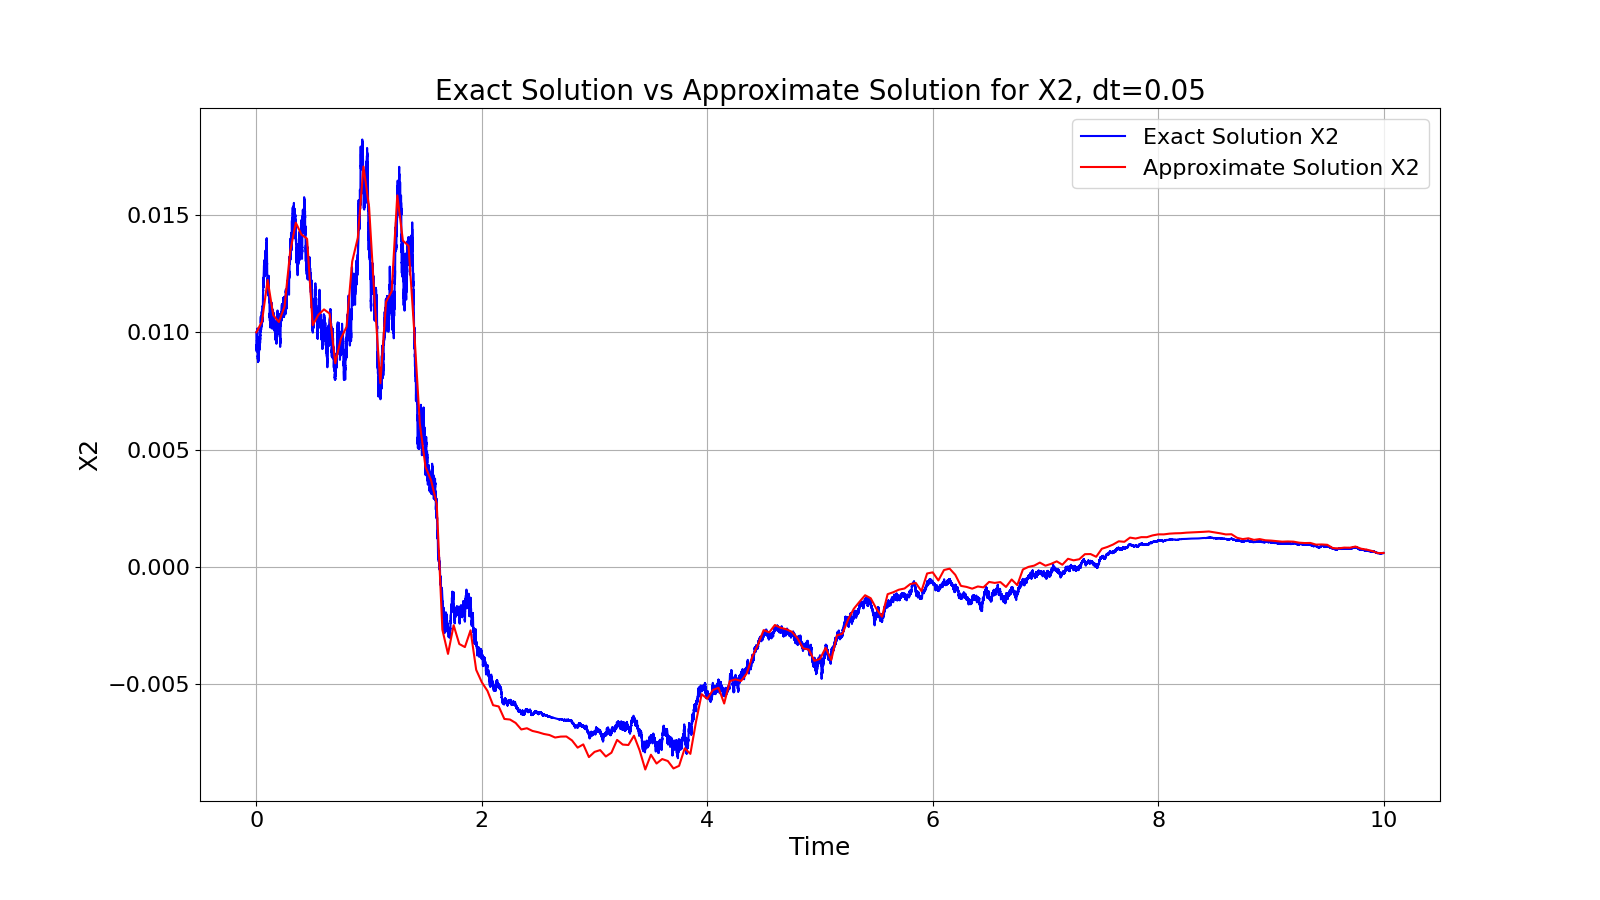 Exact Solution vs Approximate Solution for X2, dt=0.05
Exact Solution X2
Approximate Solution X2
0.015
0.010
0.005
0.000
−0.005
X2
0 2 4 6 8 10
Time